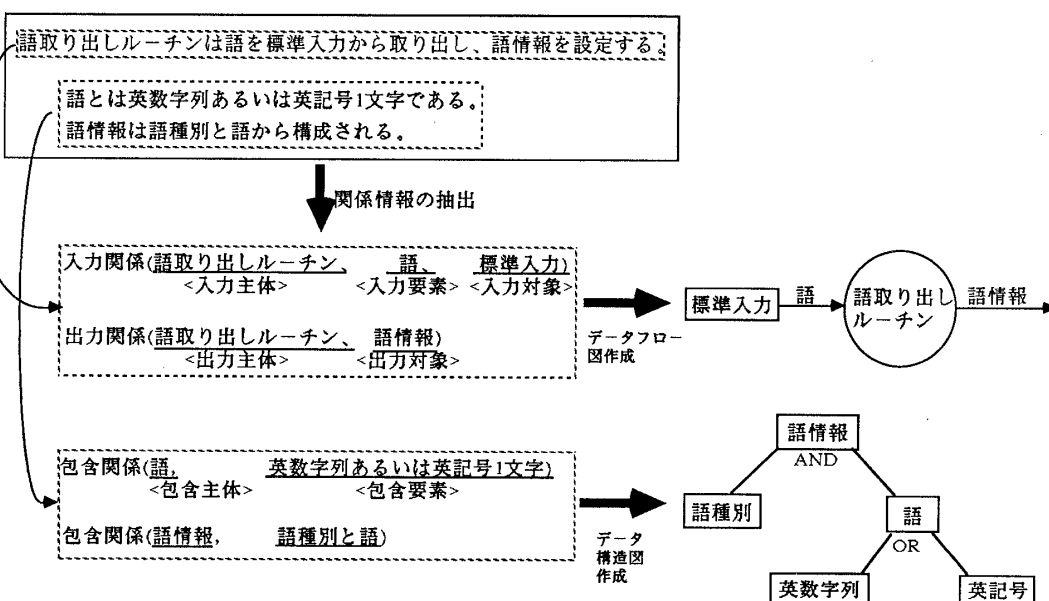 語取り出しルーチンは語を標準入力から取り出し、語情報を設定する。
語とは英数字列あるいは英記号1文字である。
語情報は語種別と語から構成される。
関係情報の抽出
入力関係(語取り出しルーチン、 語、 標準入力)
<入力主体> <入力要素> <入力対象>
出力関係(語取り出しルーチン、 語情報)
<出力主体> <出力対象>
データフロー
図作成
標準入力
語
語取り出し
ルーチン
語情報
包含関係(語, 英数字列あるいは英記号1文字)
<包含主体> <包含要素>
包含関係(語情報, 語種別と語)
データ
構造図
作成
語情報
AND
語種別
語
OR
英数字列
英記号